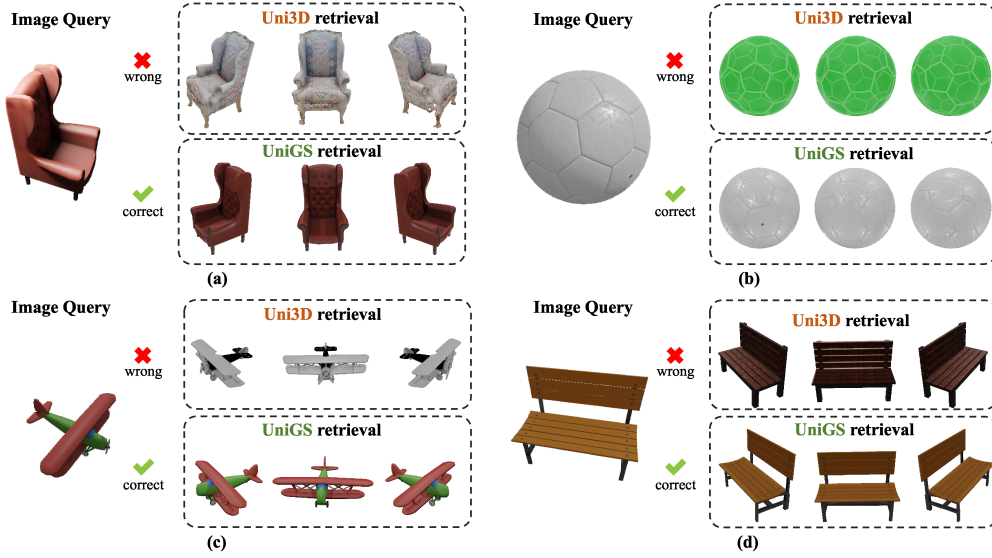 Image Query
Uni3D retrieval
wrong
UniGS retrieval
correct
(a)
Image Query
Uni3D retrieval
wrong
UniGS retrieval
correct
(b)
Image Query
Uni3D retrieval
wrong
UniGS retrieval
correct
(c)
Image Query
Uni3D retrieval
wrong
UniGS retrieval
correct
(d)